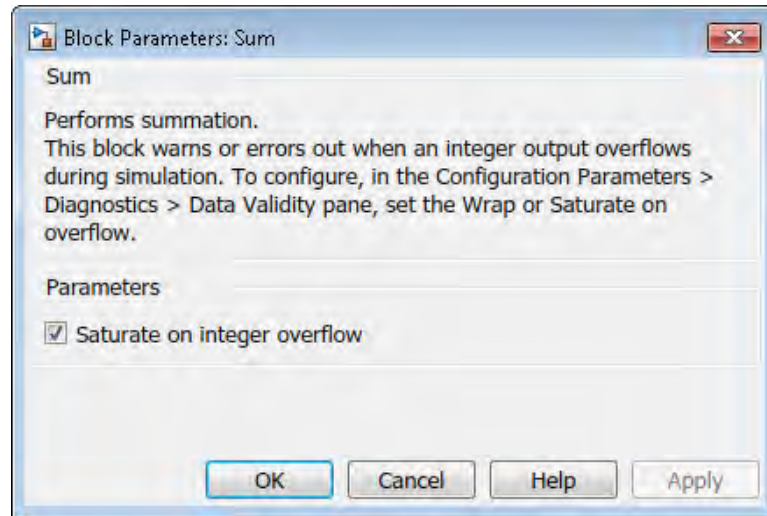 Block Parameters: Sum
Sum
Performs summation.
This block warns or errors out when an integer output overflows
during simulation. To configure, in the Configuration Parameters >
Diagnostics > Data Validity pane, set the Wrap or Saturate on
overflow.
Parameters
Saturate on integer overflow
OK Cancel Help Apply